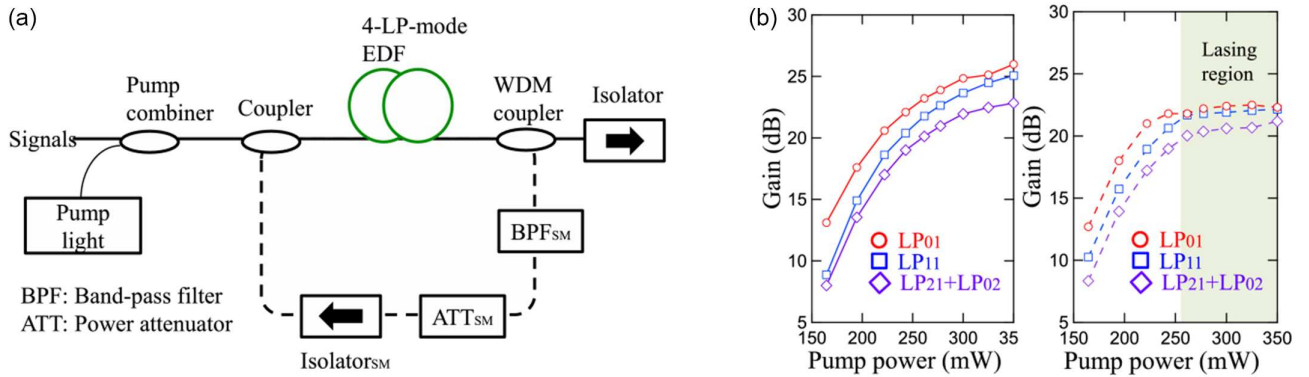 (a)
4-LP-mode
EDF
Pump
combiner
Coupler
WDM
coupler
Isolator
Signals
Pump
light
BPFSM
BPF: Band-pass filter
ATT: Power attenuator
ATTSM
IsolatorSM
(b)
30
25
20
15
10
5
Gain (dB)
LP01
LP11
LP21+LP02
150 200 250 300 350
Pump power (mW)
30
25
20
15
10
5
Gain (dB)
Lasing
region
LP01
LP11
LP21+LP02
150 200 250 300 350
Pump power (mW)